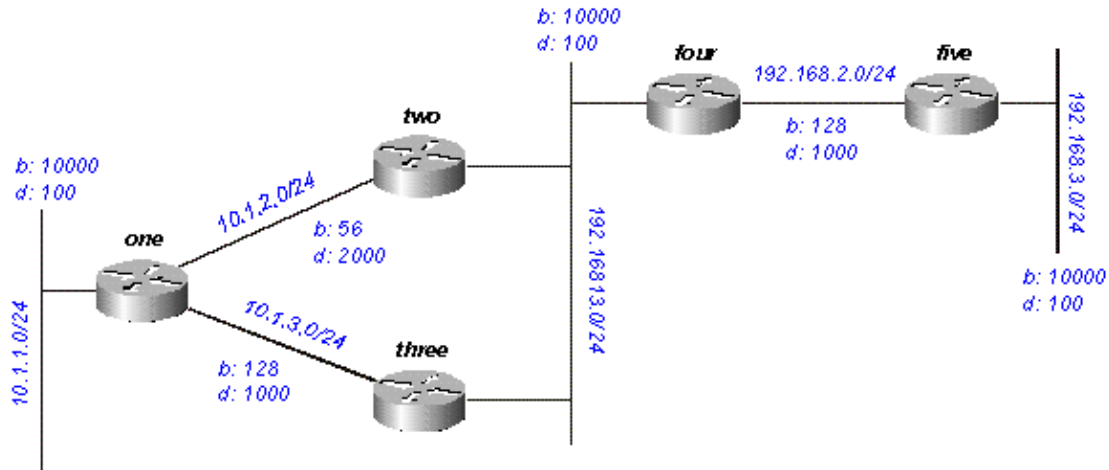 b: 10000
d: 100
four
192.168.2.0/24
five
b: 128
d: 1000
192.168.3.0/24
b: 10000
d: 100
two
b: 10000
d: 100
10.1.2.0/24
b: 56
d: 2000
one
10.1.1.0/24
10.1.3.0/24
b: 128
d: 1000
three
192.16813.0/24